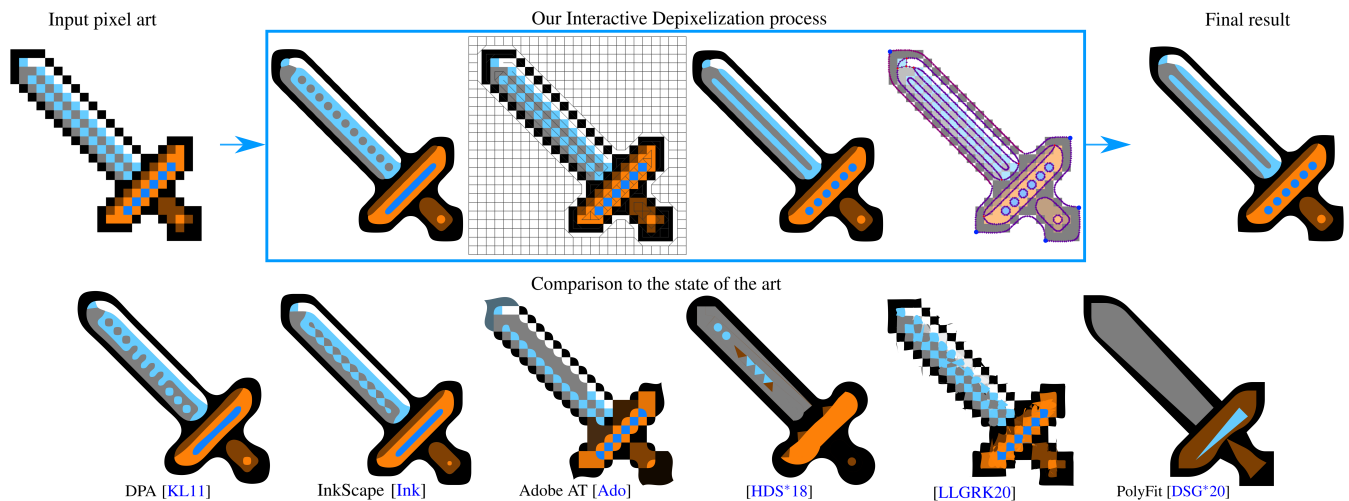 Input pixel art
Our Interactive Depixelization process
Final result
Comparison to the state of the art
DPA [KL11]
InkScape [Ink]
Adobe AT [Ado]
[HDS*18]
[LLGRK20]
PolyFit [DSG*20]